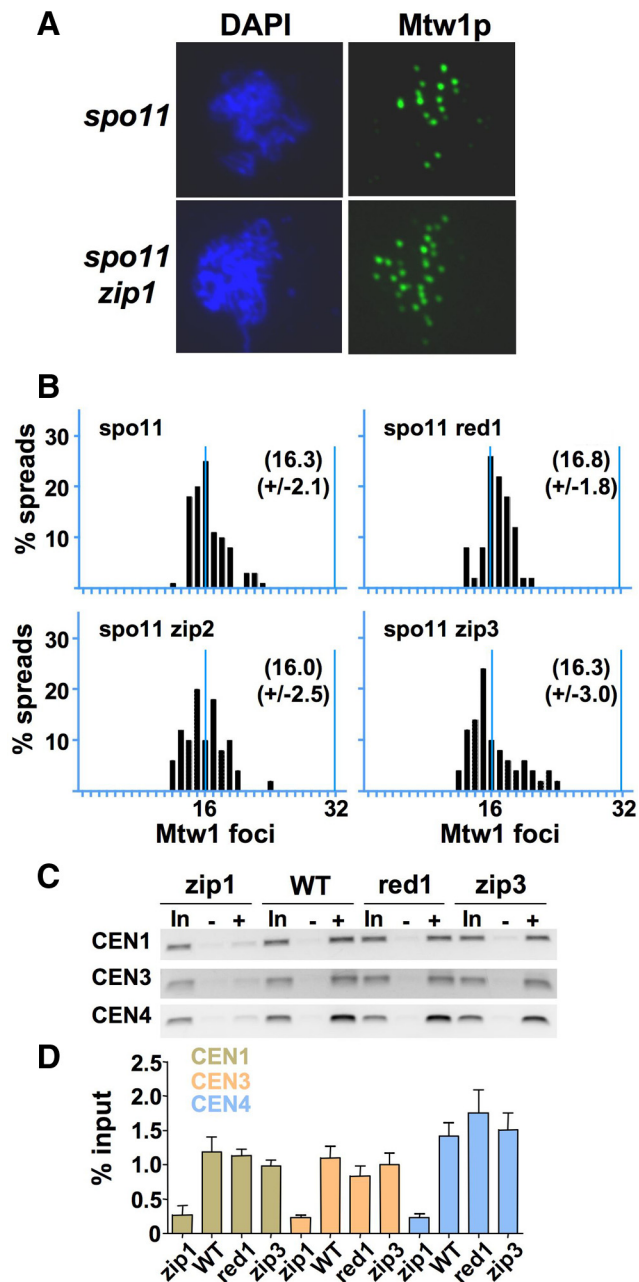 A
DAPI Mtw1p
spo11
spo11
zip1
B
% spreads
30
20
10
spo11
(16.3)
(+/-2.1)
spo11 red1
(16.8)
(+/-1.8)
% spreads
30
20
10
spo11 zip2
(16.0)
(+/-2.5)
spo11 zip3
(16.3)
(+/-3.0)
16 32 16 32
Mtw1 foci Mtw1 foci
C
zip1 WT red1 zip3
In - + In - + In - + In - +
CEN1
CEN3
CEN4
D
CEN1
CEN3
CEN4
% input
2.5
2.0
1.5
1.0
0.5
0
zip1 WT red1 zip3 zip1 WT red1 zip3 zip1 WT red1 zip3